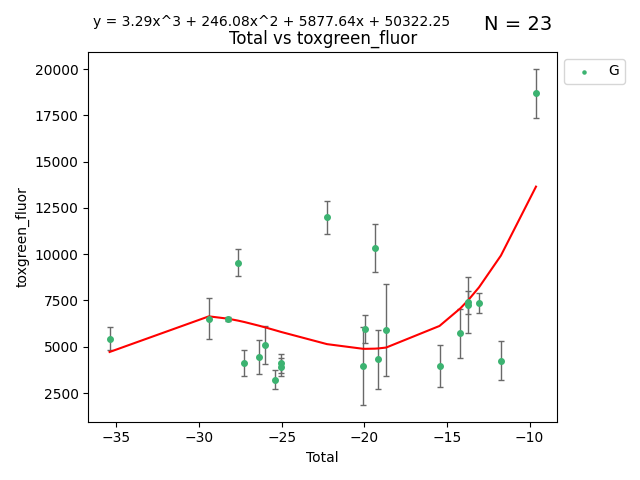 y = 3.29x^3 + 246.08x^2 + 5877.64x + 50322.25
N = 23
Total vs toxgreen_fluor
G
20000
17500
15000
12500
10000
7500
5000
2500
toxgreen_fluor
−35 −30 −25 −20 −15 −10
Total